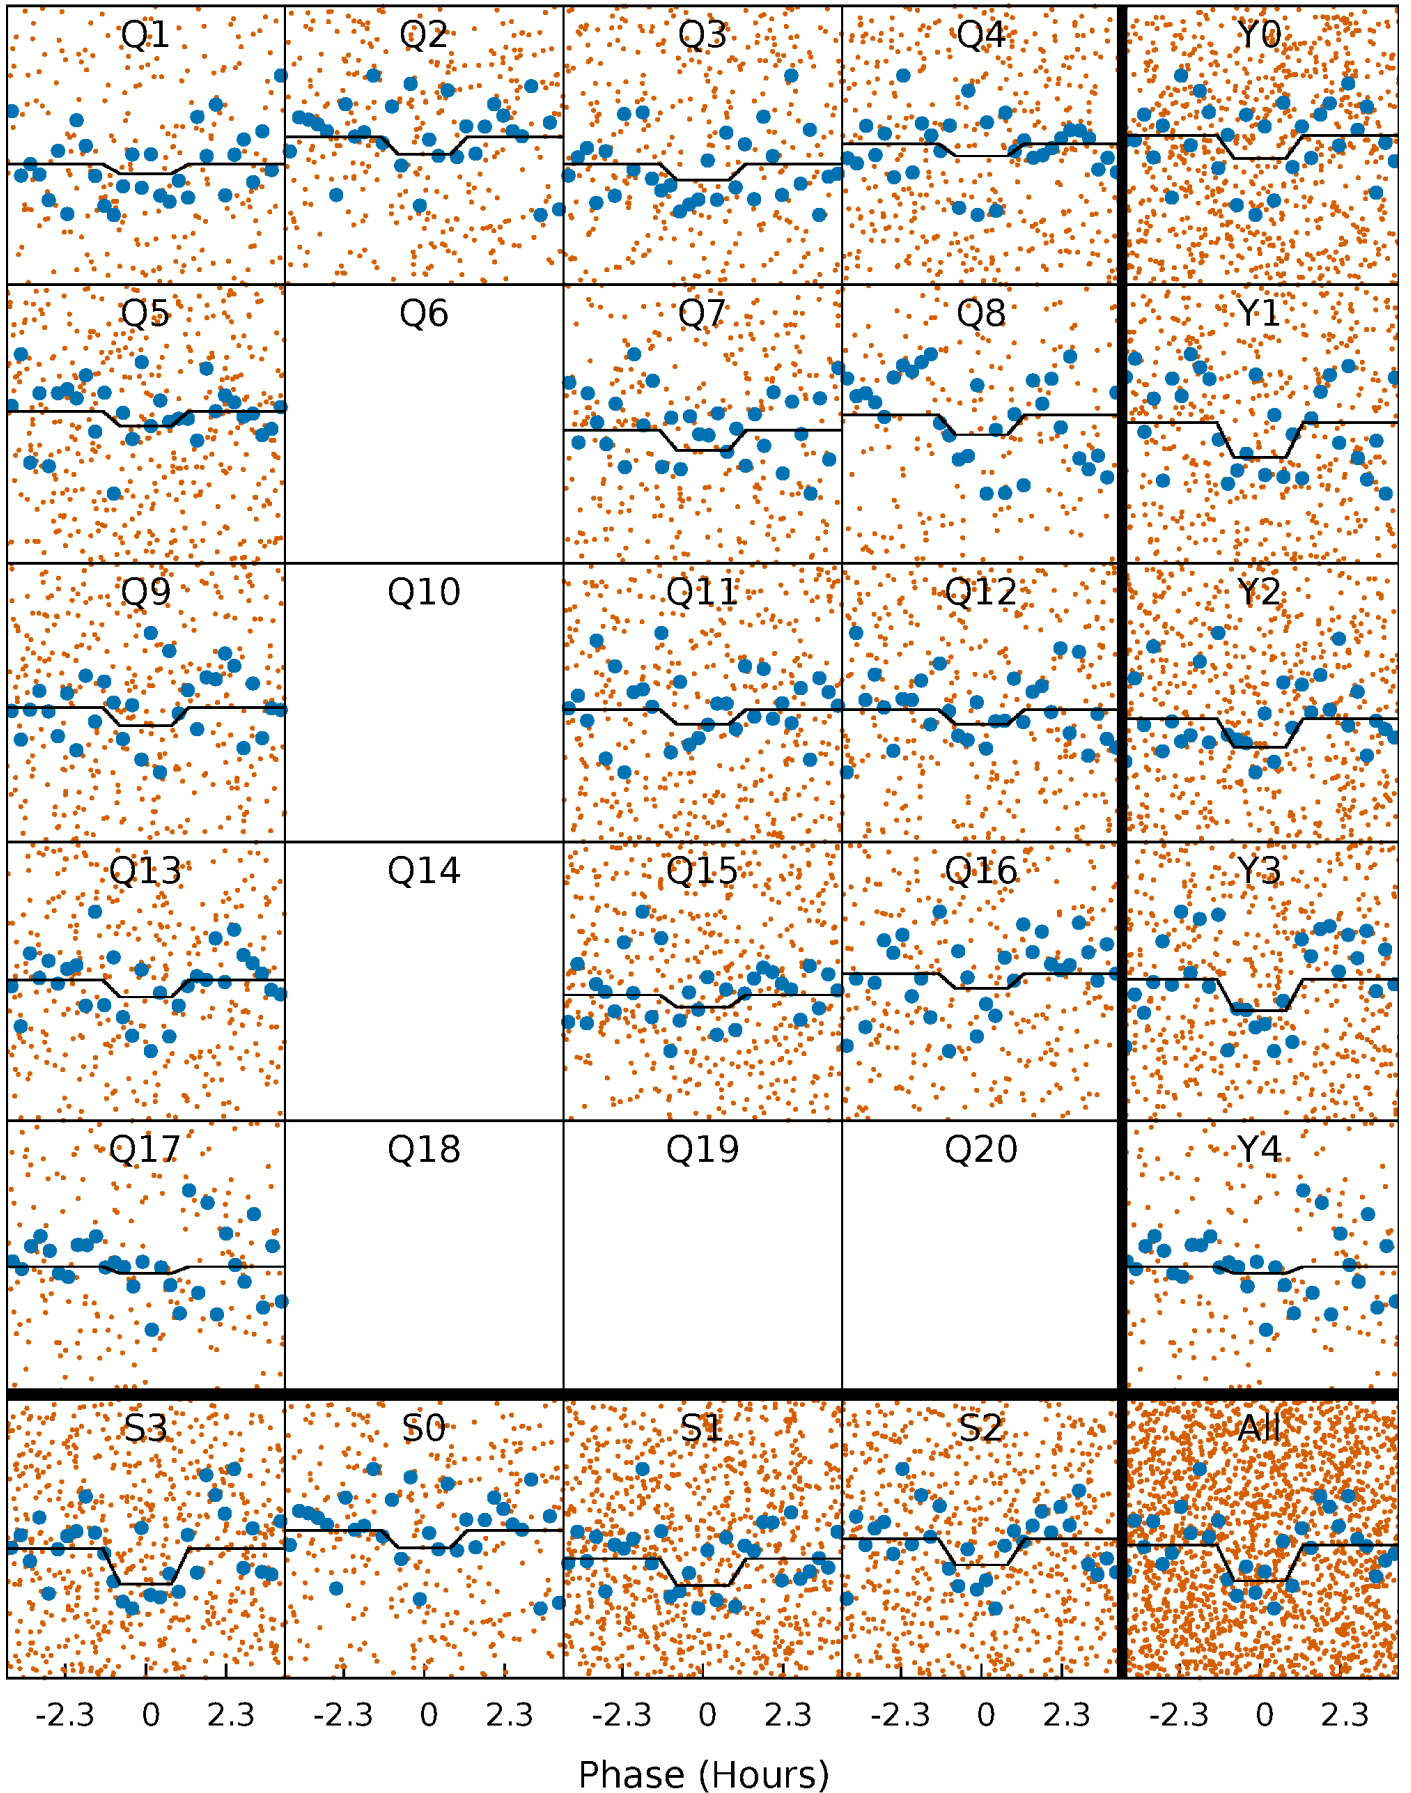 Q1 Q2 Q3 Q4 Y0
Q5 Q6 Q7 Q8 Y1
Q9 Q10 Q11 Q12 Y2
Q13 Q14 Q15 Q16 Y3
Q17 Q18 Q19 Q20 Y4
S3 S0 S1 S2 All
-2.3 0 2.3 -2.3 0 2.3 -2.3 0 2.3 -2.3 0 2.3 -2.3 0 2.3
Phase (Hours)